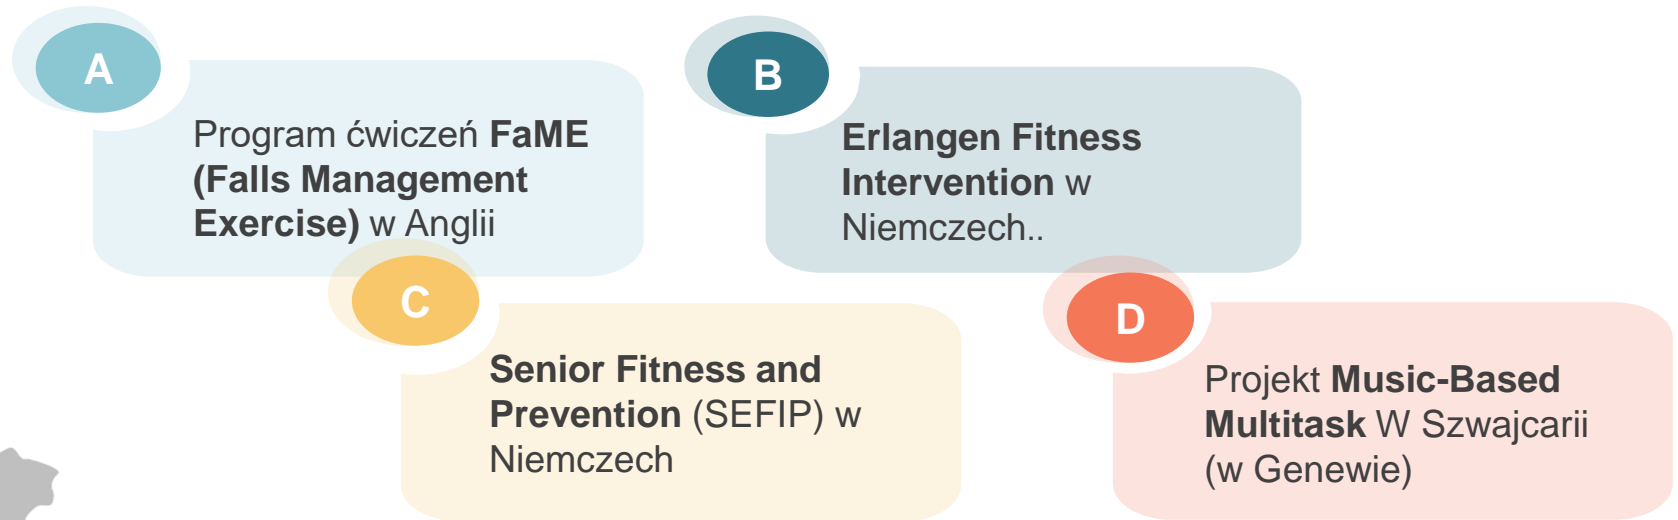 A
Program ćwiczeń FaME
(Falls Management
Exercise) w Anglii
B
Erlangen Fitness
Intervention w
Niemczech..
C
Senior Fitness and
Prevention (SEFIP) w
Niemczech
D
Projekt Music-Based
Multitask W Szwajcarii
(w Genewie)